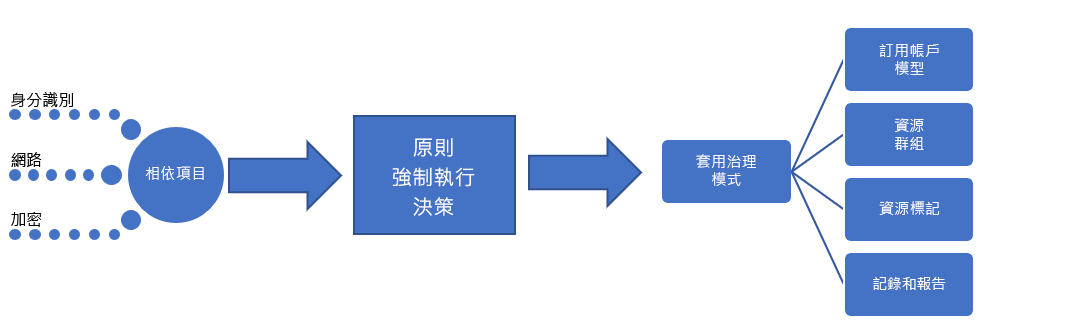 身分識別
網路
加密
相依項目
原則
強制執行
決策
套用治理
模式
訂用帳戶
模型
資源
群組
資源標記
記錄和報告